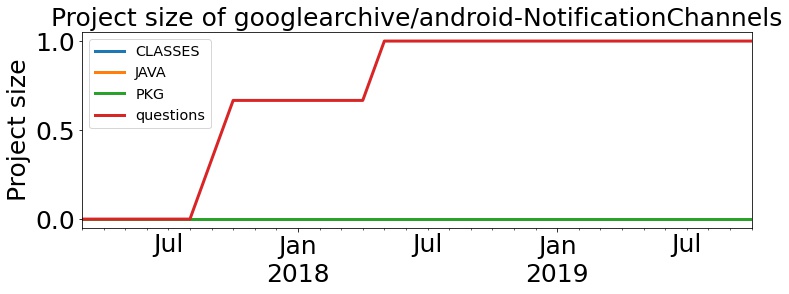 Project size of googlearchive/android-NotificationChannels
Project size
1.0
0.5
0.0
CLASSES
JAVA
PKG
questions
Jul
Jan
2018
Jul
Jan
2019
Jul